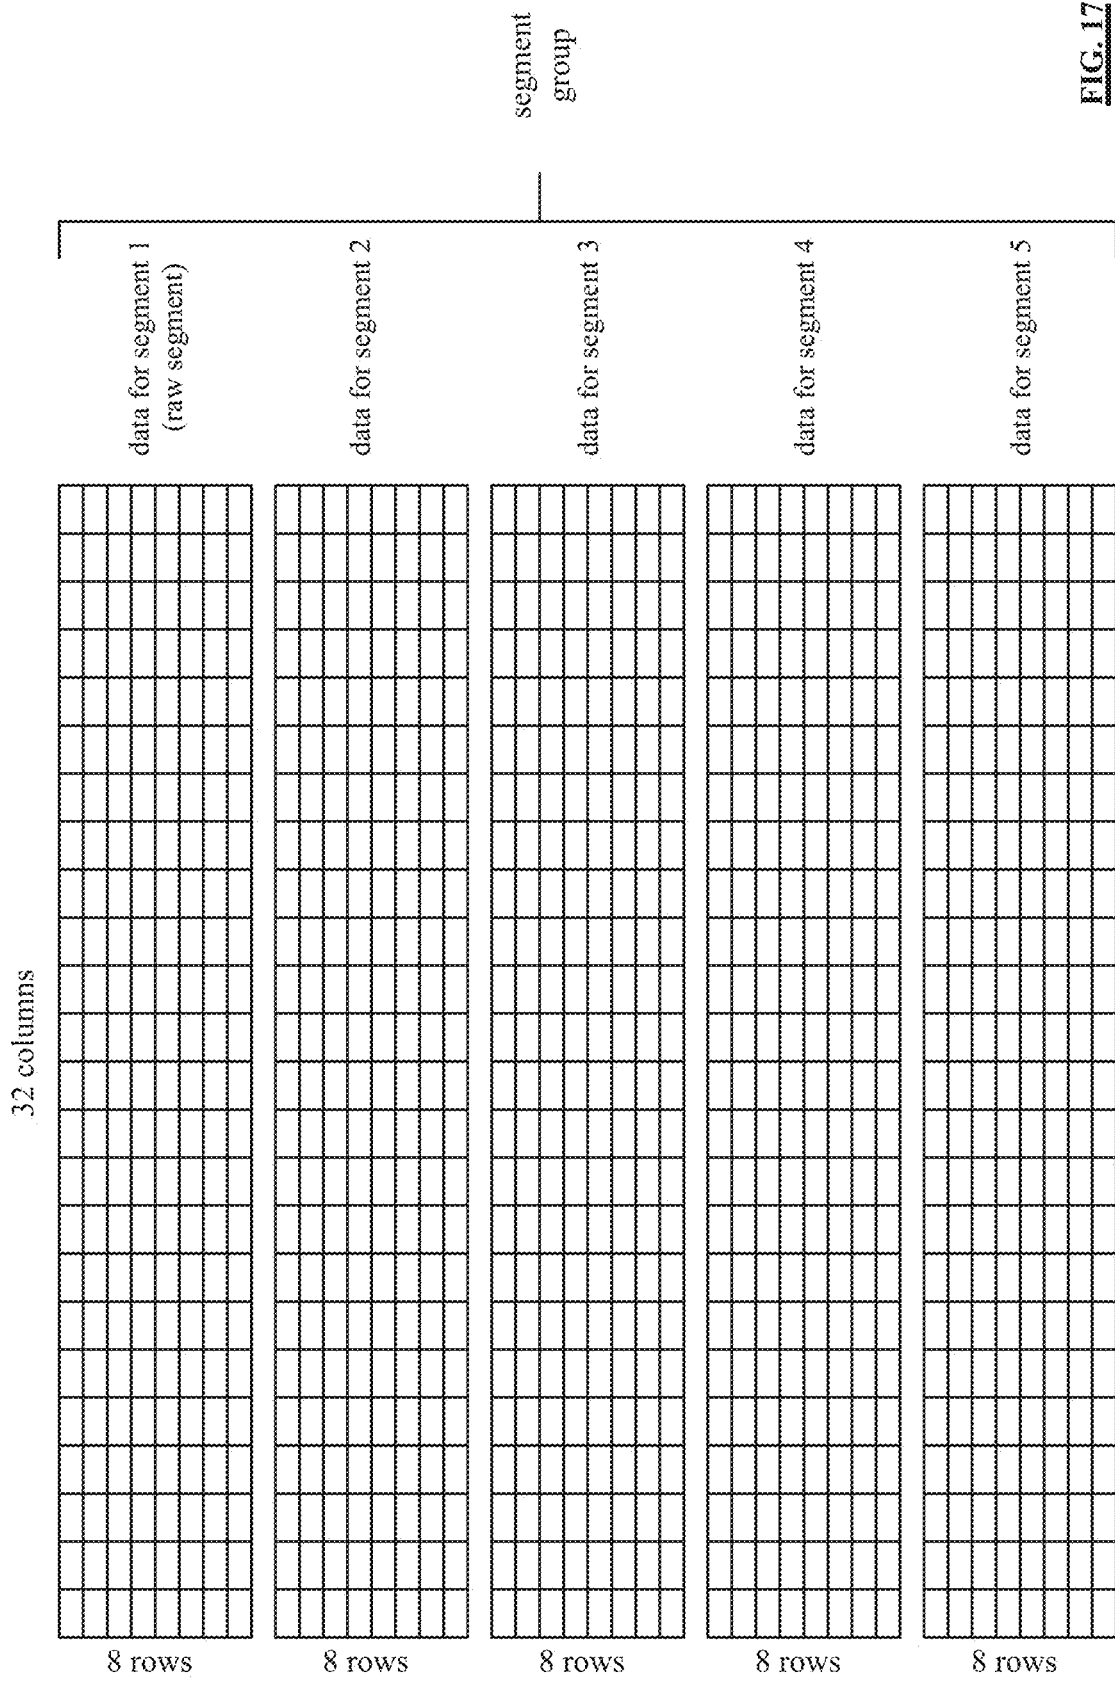 32 columns
8 rows
data for segment 1
(raw segment)
8 rows
data for segment 2
8 rows
data for segment 3
8 rows
data for segment 4
8 rows
data for segment 5
segment
group
FIG. 17